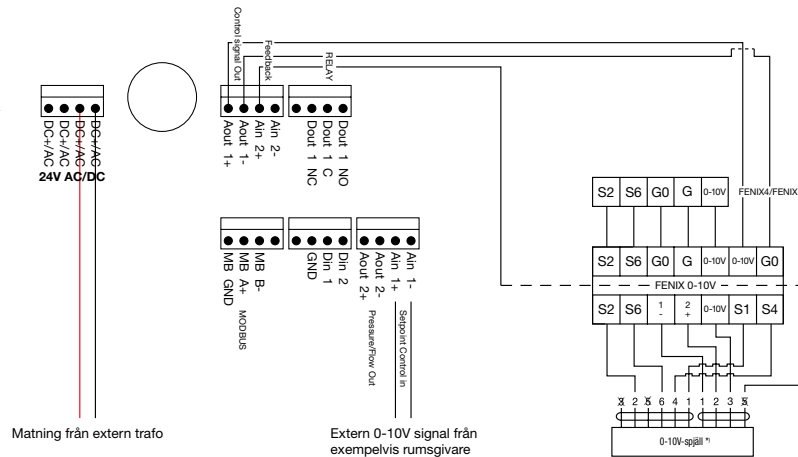 Control signal Out
Feedback
RELAY
DC+/AC
DC+/AC
DC+/AC
DC+/AC
24V AC/DC
Aout 1+
Aout 1-
Ain 2+
Ain 2-
Dout 1 NC
Dout 1 C
Dout 1 NO
MB GND
MB A+
MB B-
MODBUS
GND
Din 1
Din 2
Aout 2+
Aout 2-
Ain 1+
Ain 1-
Pressure/Flow Out
Setpoint Control in
S2 S6 G0 G 0-10V FENIX4/FENIX
S2 S6 G0 G 0-10V 0-10V G0
FENIX 0-10V
S2 S6 1 - 2 + 0-10V S1 S4
3 2 5 6 4 1 1 2 3 5
0-10V-spjäll *)
Matning från extern trafo
Extern 0-10V signal från
exempelvis rumsgivare